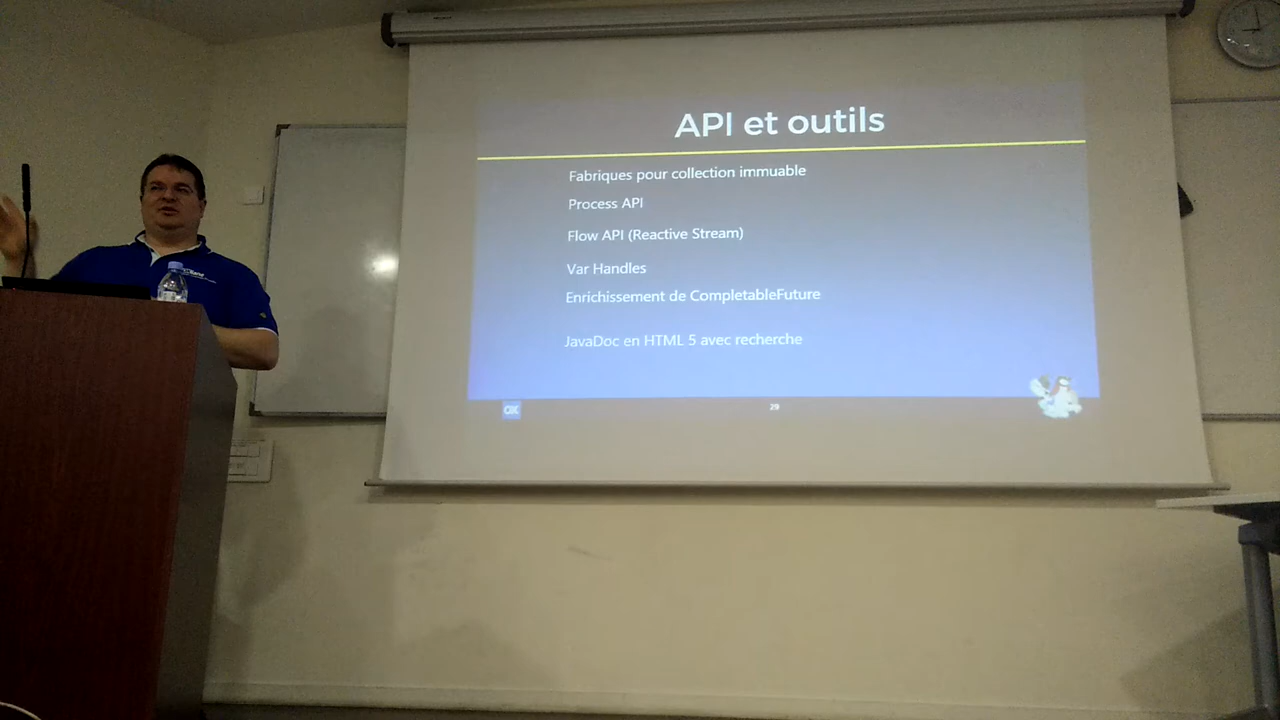 API et outils
Fabriques pour collection immuable
Process API
Flow API (Reactive Stream)
Var Handles
Enrichissement de CompletableFuture
JavaDoc en HTML 5 avec recherche
29